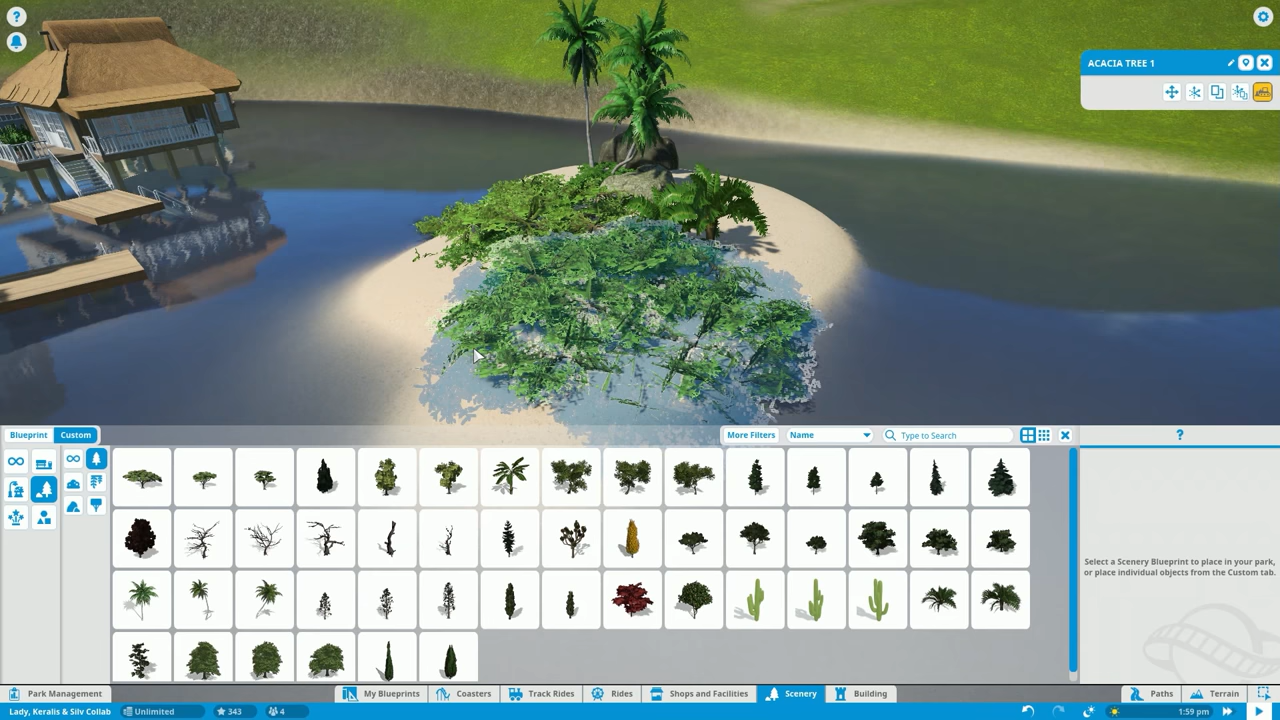 ACACIA TREE 1
Blueprint Custom
More Filters Name Type to Search
Select a Scenery Blueprint to place in your park,
or place individual objects from the Custom tab.
Park Management My Blueprints Coasters Track Rides Rides Shops and Facilities Scenery Building Paths Terrain
Lady, Keralis & Silv Collab Unlimited 343 4 1:59 pm